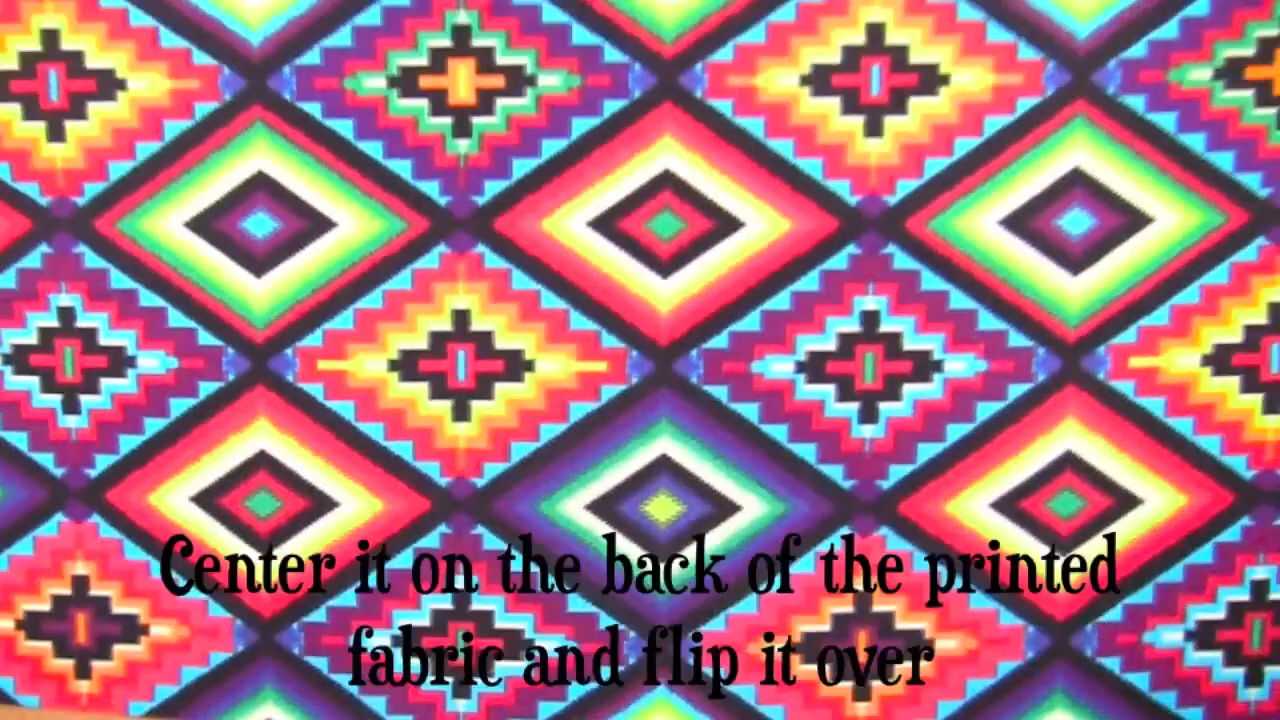 Center it on the back of the printed
fabric and flip it over